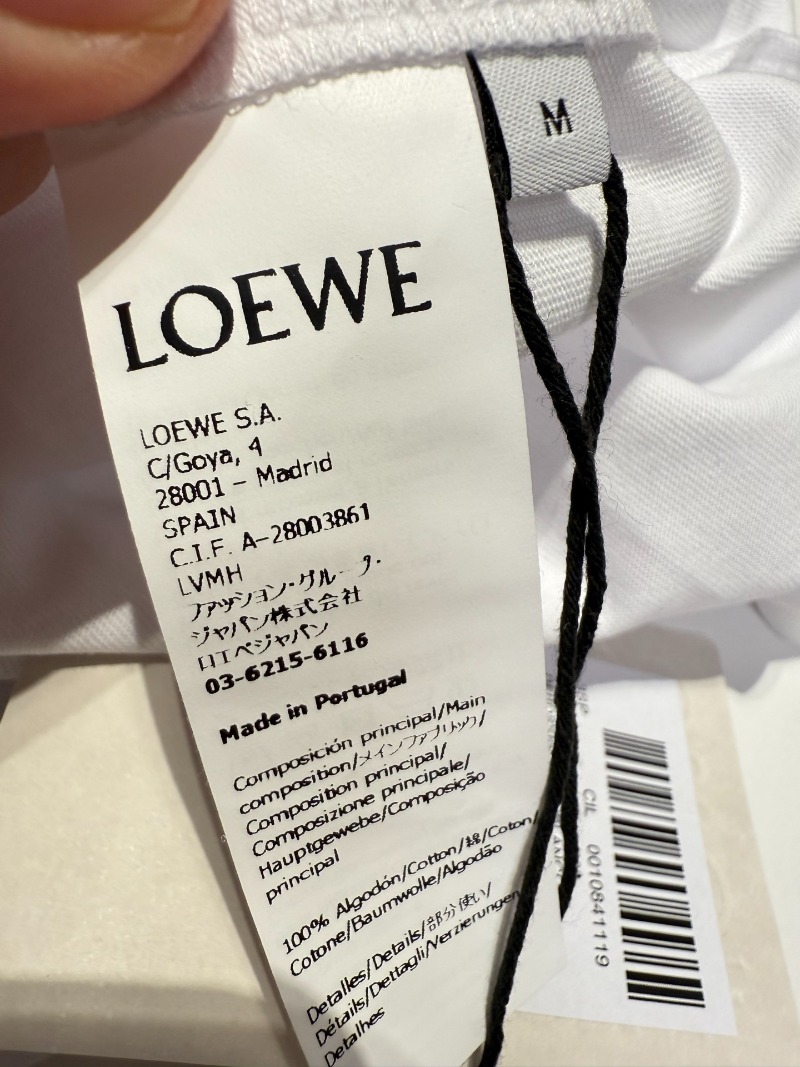 M
LOEWE
LOEWE S.A.
C/Goya, 4
28001 - Madrid
SPAIN
C.I.F. A-28003861
LVMH
ファッション・グループ・
ジャパン株式会社
ロエベジャパン
03-6215-6116
Made in Portugal
Composición principal/Main
composition/メインファブリック/
Composition principal/
Composizione principale/
Hauptgewebe/Composição
principal
100% Algodón/Cotton/綿/Coton/
Cotone/Baumwolle/Algodão
Detalles/Details/部分使い/
Détails/Dettagli/Verzierungen
Detalhes
0010841119